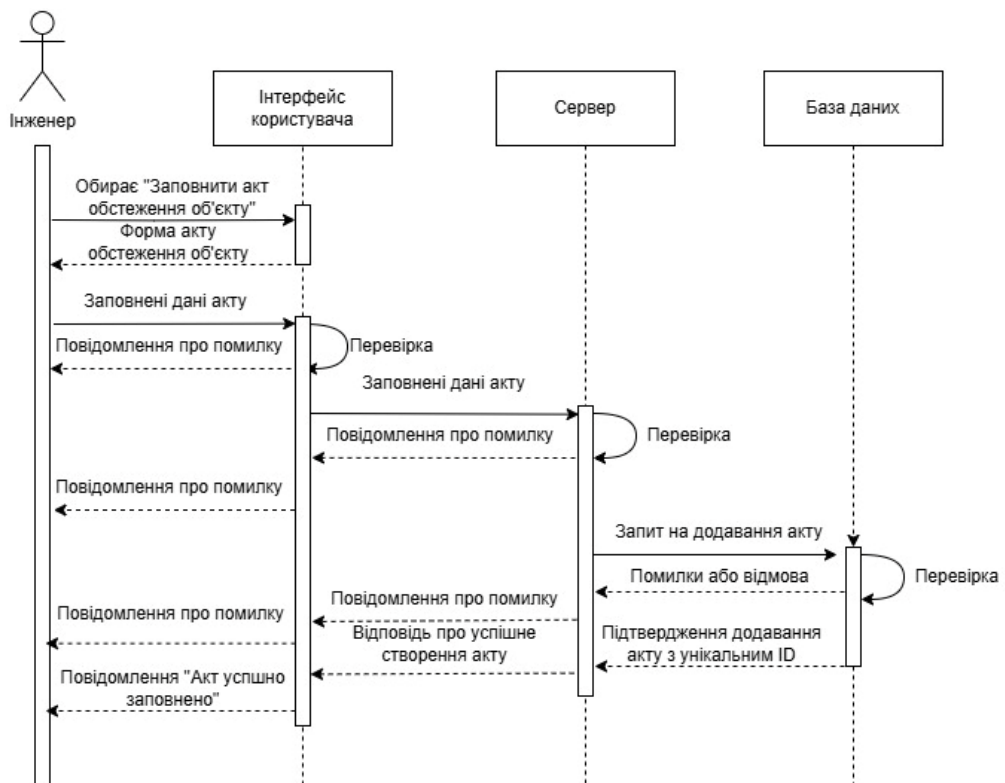 Інженер
Інтерфейс
користувача
Сервер
База даних
Обирає "Заповнити акт
обстеження об'єкту"
Форма акту
обстеження об'єкту
Заповнені дані акту
Повідомлення про помилку
Перевірка
Заповнені дані акту
Повідомлення про помилку
Перевірка
Повідомлення про помилку
Запит на додавання акту
Помилки або відмова
Перевірка
Повідомлення про помилку
Повідомлення про помилку
Відповідь про успішне
створення акту
Підтвердження додавання
акту з унікальним ID
Повідомлення "Акт успшно
заповнено"